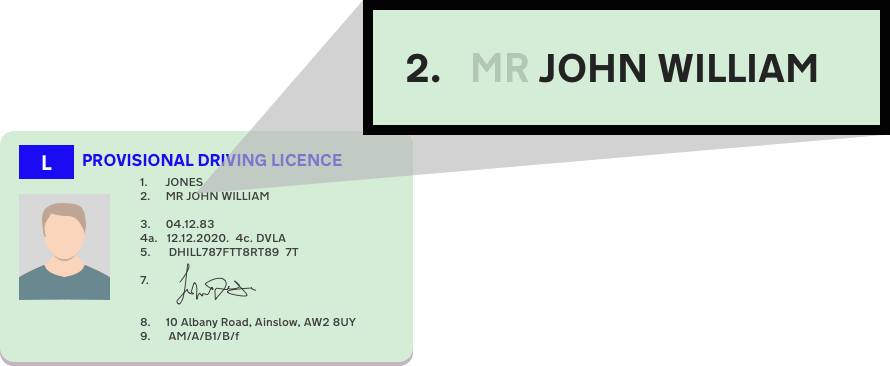 2. MR JOHN WILLIAM
L PROVISIONAL DRIVING LICENCE
1. JONES
2. MR JOHN WILLIAM
3. 04.12.83
4a. 12.12.2020. 4c. DVLA
5. DHILL787FTT8RT89 7T
7.
8. 10 Albany Road, Ainslow, AW2 8UY
9. AM/A/B1/B/f